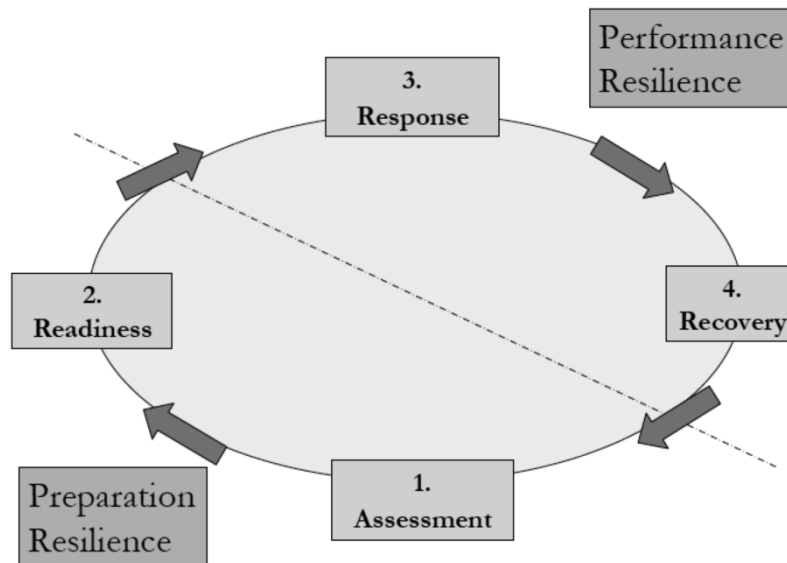 Performance
Resilience
3.
Response
2.
Readiness
4.
Recovery
1.
Assessment
Preparation
Resilience